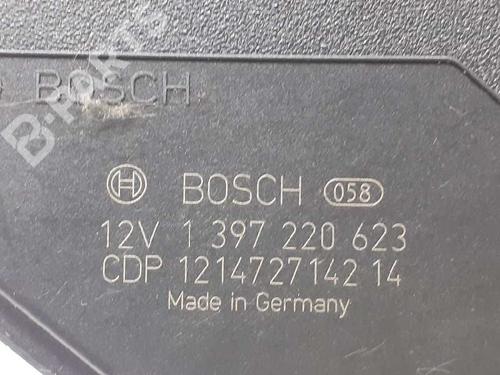 BOSCH
B-PARTS
BOSCH 058
12V 1 397 220 623
CDP 1214727142 14
Made in Germany